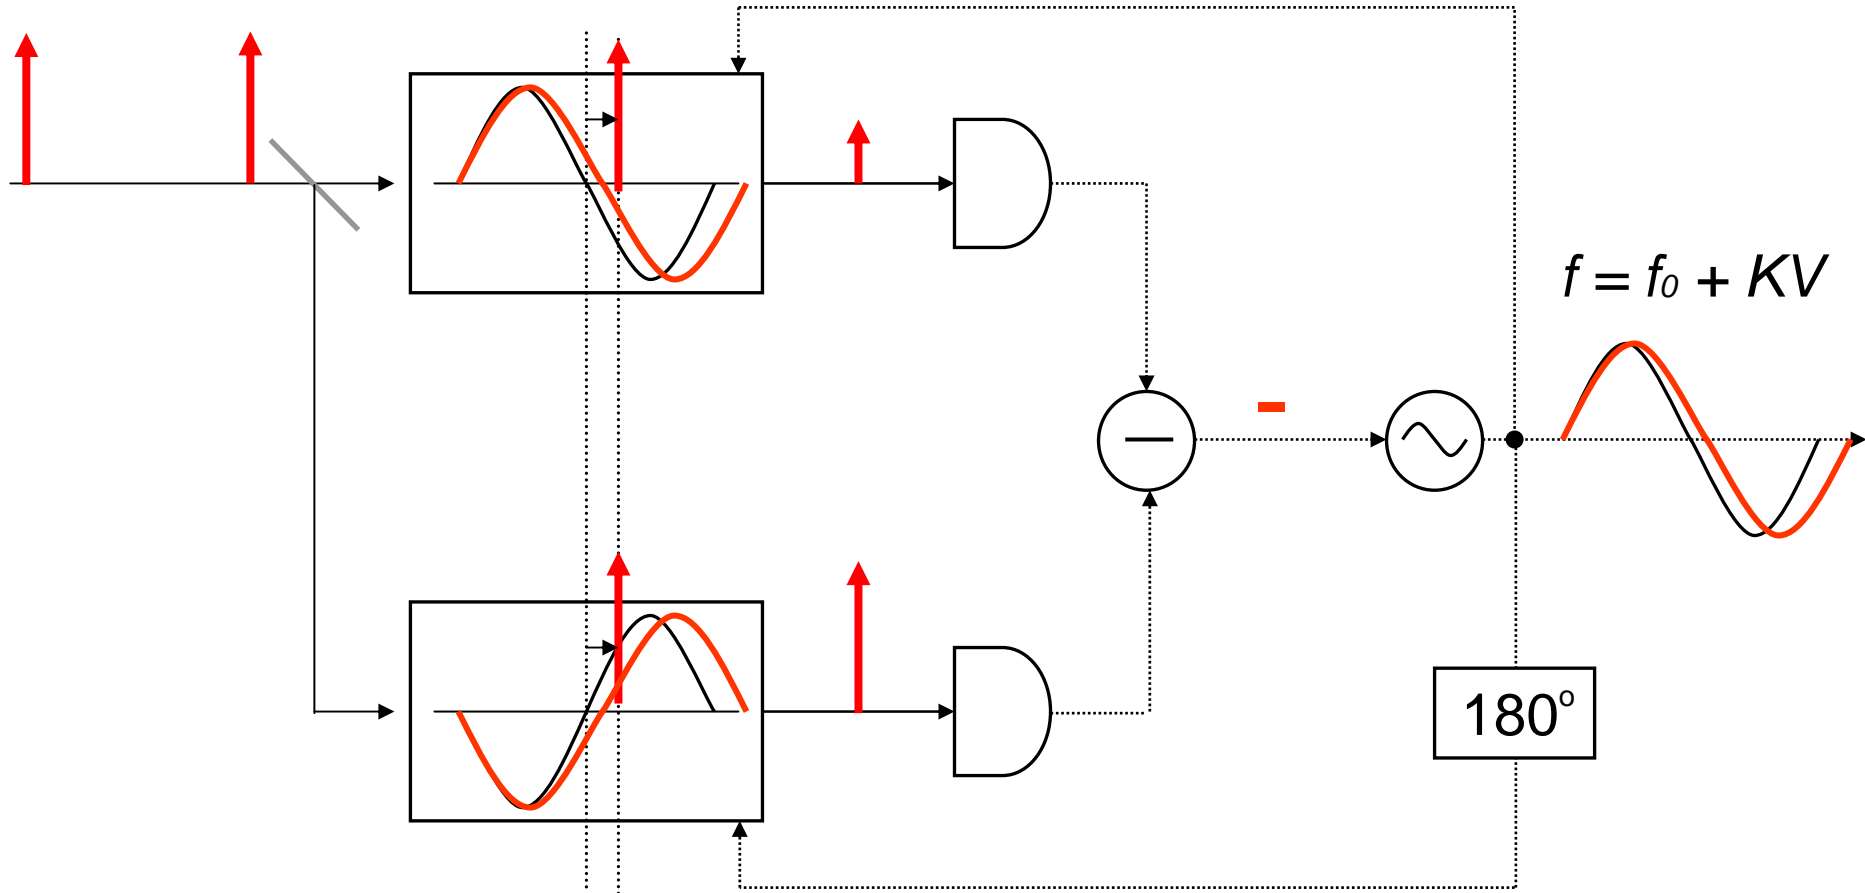 f = f₀ + KV
180°